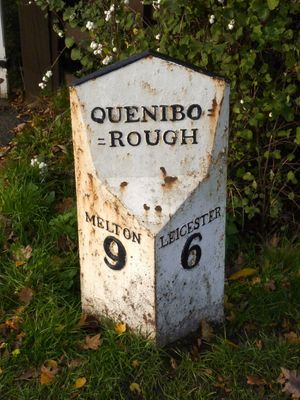 QUENIBO
=ROUGH
MELTON
9
LEICESTER
6